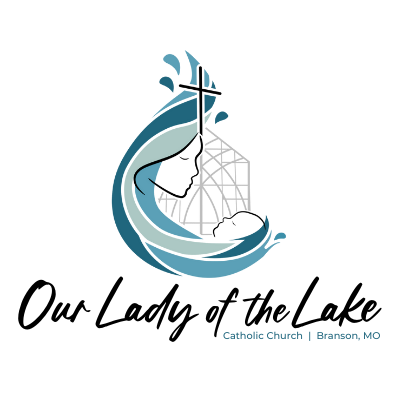 Our Lady of the Lake
Catholic Church | Branson, MO